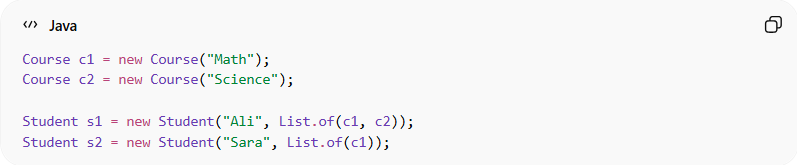 </> Java
Course c1 = new Course("Math");
Course c2 = new Course("Science");
Student s1 = new Student("Ali", List.of(c1, c2));
Student s2 = new Student("Sara", List.of(c1));